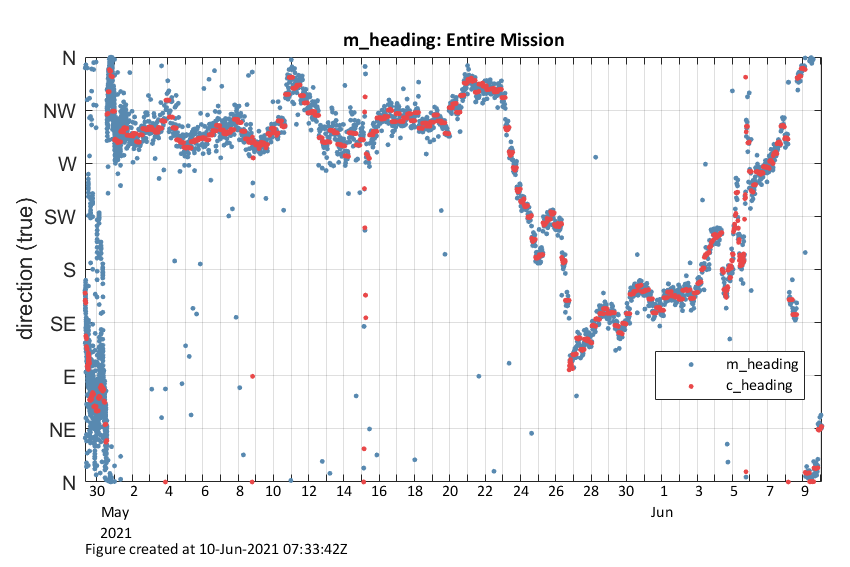 m_heading: Entire Mission
direction (true)
N
NW
W
SW
S
SE
E
NE
N
m_heading
c_heading
30 2 4 6 8 10 12 14 16 18 20 22 24 26 28 30 1 3 5 7 9
May Jun
2021
Figure created at 10-Jun-2021 07:33:42Z